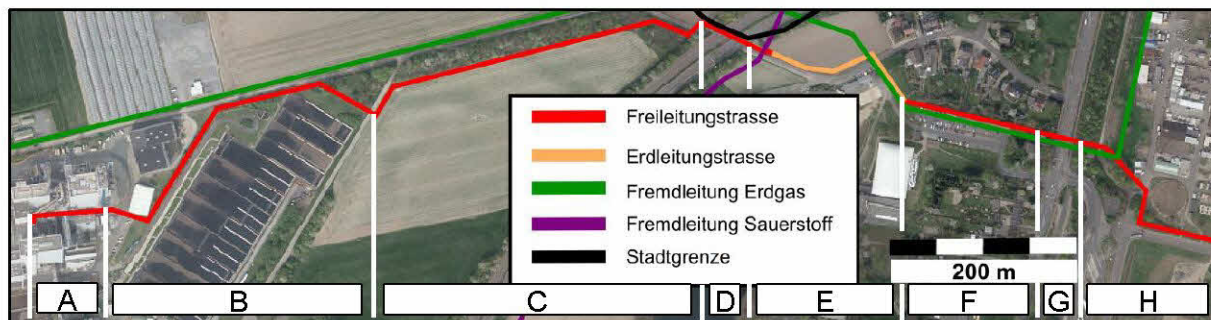 Freileitungstrasse
Erdleitungstrasse
Fremdleitung Erdgas
Fremdleitung Sauerstoff
Stadtgrenze
200 m
A B C D E F G H